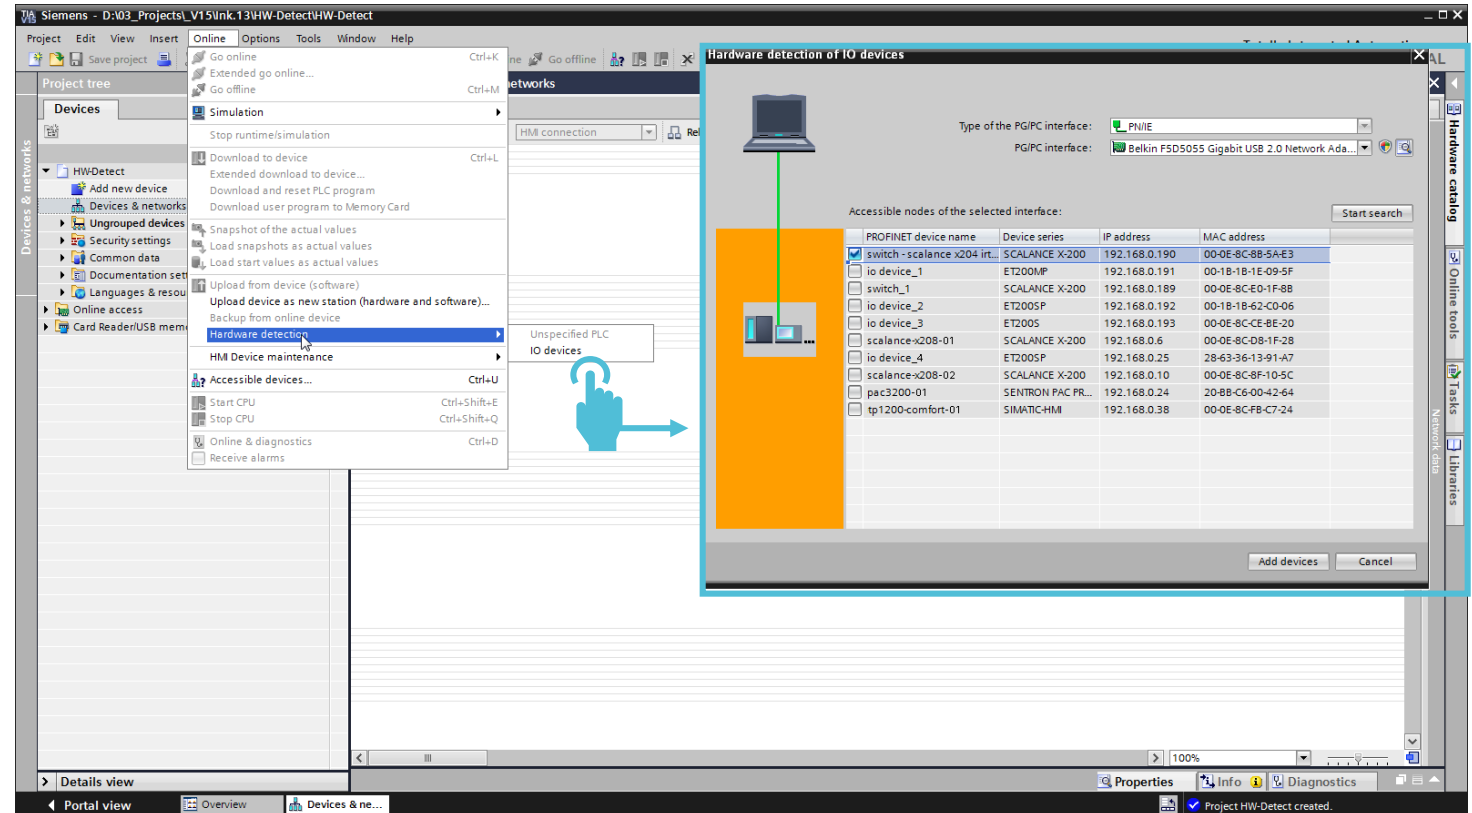 Siemens - D:\03_Projects\_V15\Ink.13\HW-Detect\HW-Detect
Project Edit View Insert Online Options Tools Window Help
Save project
Go offline
Project tree
Devices
Devices & networks
HW-Detect
Add new device
Devices & networks
Ungrouped devices
Security settings
Common data
Documentation sett
Languages & resou
Online access
Card Reader/USB mem
Go online Ctrl+K
Extended go online...
Go offline Ctrl+M
Simulation
Stop runtime/simulation
Download to device Ctrl+L
Extended download to device...
Download and reset PLC program
Download user program to Memory Card
Snapshot of the actual values
Load snapshots as actual values
Load start values as actual values
Upload from device (software)
Upload device as new station (hardware and software)...
Backup from online device
Hardware detection
HMI Device maintenance
Accessible devices... Ctrl+U
Start CPU Ctrl+Shift+E
Stop CPU Ctrl+Shift+Q
Online & diagnostics Ctrl+D
Receive alarms
Unspecified PLC
IO devices
networks
HMI connection
Rel
Hardware detection of IO devices
Type of the PG/PC interface: PN/IE
PG/PC interface: Belkin F5D5055 Gigabit USB 2.0 Network Ada...
Accessible nodes of the selected interface:
Start search
PROFINET device name Device series IP address MAC address
switch - scalance x204 irt... SCALANCE X-200 192.168.0.190 00-0E-8C-8B-5A-E3
io device_1 ET200MP 192.168.0.191 00-1B-1B-1E-09-5F
switch_1 SCALANCE X-200 192.168.0.189 00-0E-8C-E0-1F-8B
io device_2 ET200SP 192.168.0.192 00-1B-1B-62-C0-06
io device_3 ET200S 192.168.0.193 00-0E-8C-CE-BE-20
scalance-x208-01 SCALANCE X-200 192.168.0.6 00-0E-8C-D8-1F-28
io device_4 ET200SP 192.168.0.25 28-63-36-13-91-A7
scalance-x208-02 SCALANCE X-200 192.168.0.10 00-0E-8C-8F-10-5C
pac3200-01 SENTRON PAC PR... 192.168.0.24 20-BB-C6-00-42-64
tp1200-comfort-01 SIMATIC-HMI 192.168.0.38 00-0E-8C-FB-C7-24
Add devices
Cancel
Hardware catalog
Online tools
Tasks
Libraries
Network data
100%
Details view
Properties Info Diagnostics
Portal view Overview Devices & ne...
Project HW-Detect created.